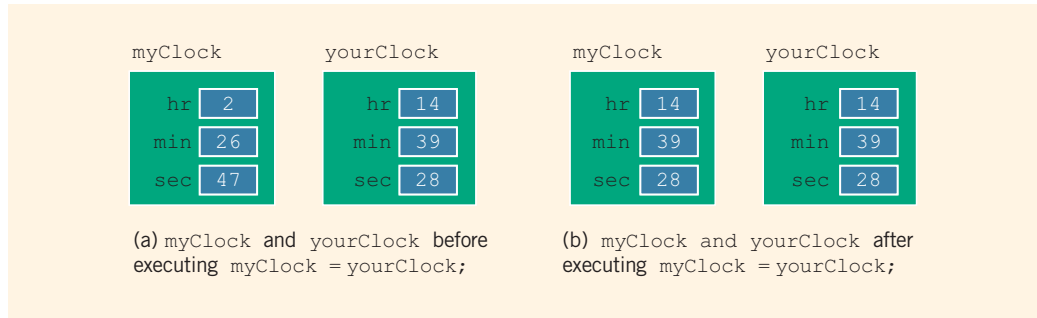 myClock
hr 2
min 26
sec 47
yourClock
hr 14
min 39
sec 28
(a) myClock and yourClock before
executing myClock = yourClock;
myClock
hr 14
min 39
sec 28
yourClock
hr 14
min 39
sec 28
(b) myClock and yourClock after
executing myClock = yourClock;